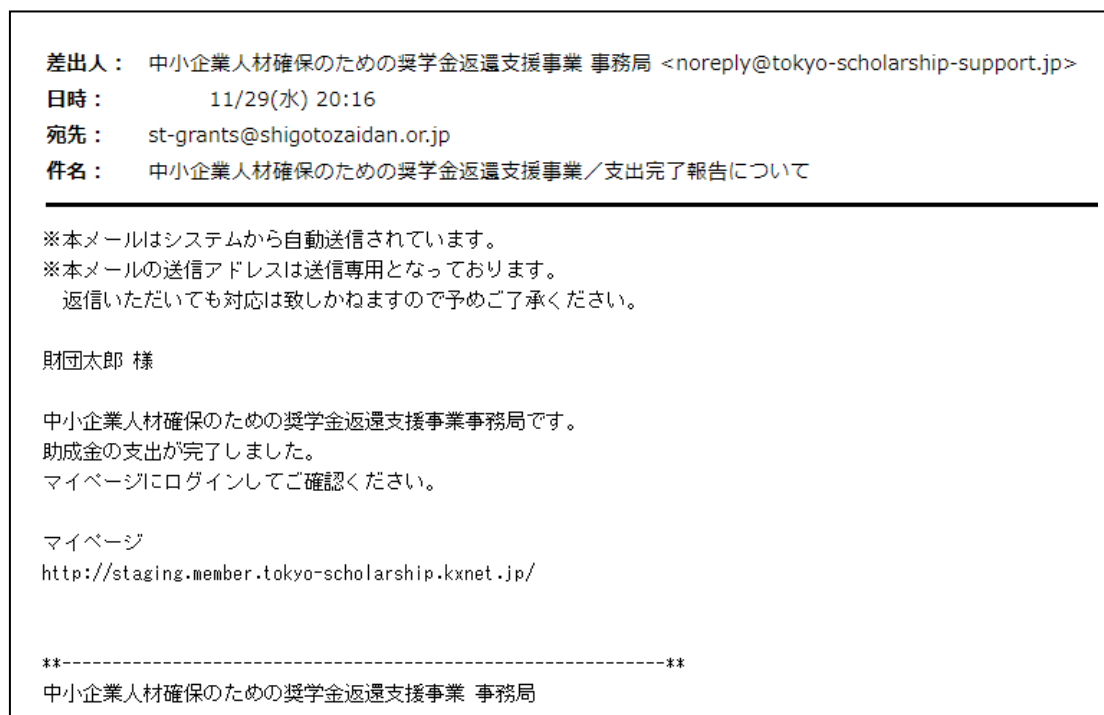 差出人： 中小企業人材確保のための奨学金返還支援事業 事務局 <noreply@tokyo-scholarship-support.jp>
日時： 11/29(水) 20:16
宛先： st-grants@shigotozaidan.or.jp
件名： 中小企業人材確保のための奨学金返還支援事業／支出完了報告について
※本メールはシステムから自動送信されています。
※本メールの送信アドレスは送信専用となっております。
返信いただいても対応は致しかねますので予めご了承ください。
財団太郎 様
中小企業人材確保のための奨学金返還支援事業事務局です。
助成金の支出が完了しました。
マイページにログインしてご確認ください。
マイページ
http://staging.member.tokyo-scholarship.kxnet.jp/
**------------------------------------------------------------**
中小企業人材確保のための奨学金返還支援事業 事務局